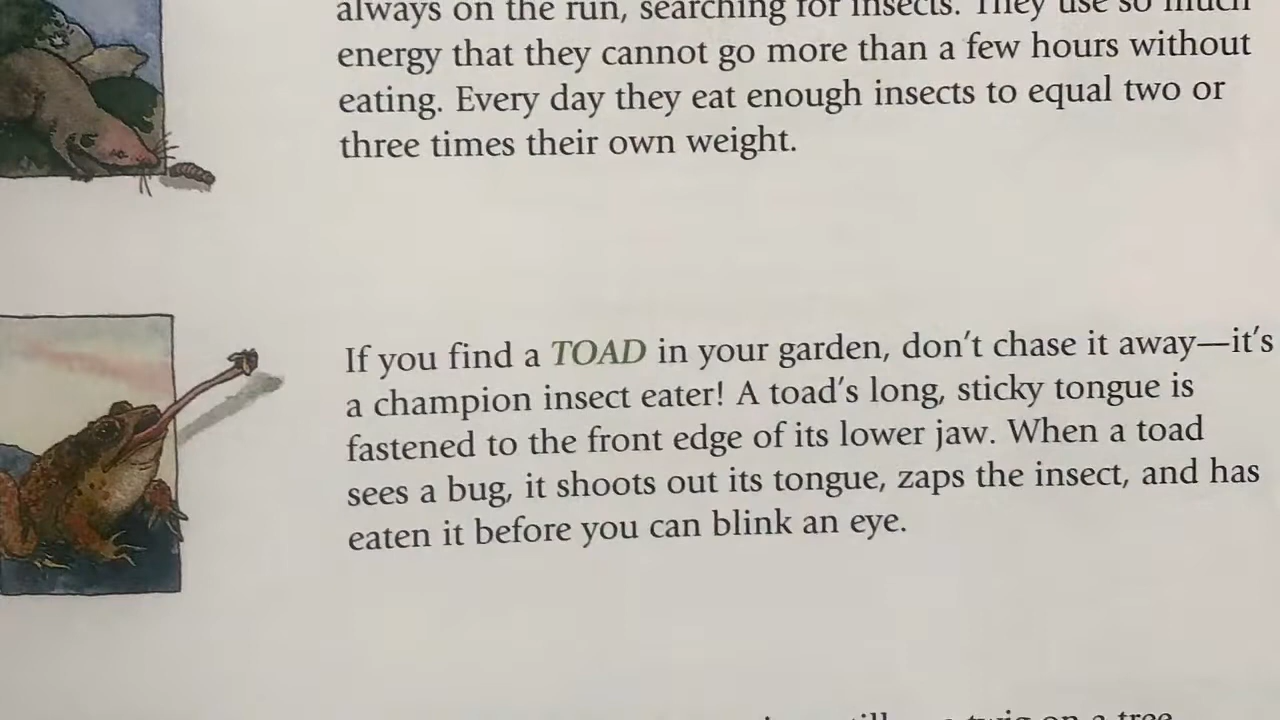 always on the run, searching for insects. They use so much
energy that they cannot go more than a few hours without
eating. Every day they eat enough insects to equal two or
three times their own weight.
If you find a TOAD in your garden, don't chase it away—it's
a champion insect eater! A toad's long, sticky tongue is
fastened to the front edge of its lower jaw. When a toad
sees a bug, it shoots out its tongue, zaps the insect, and has
eaten it before you can blink an eye.
twig on a tree